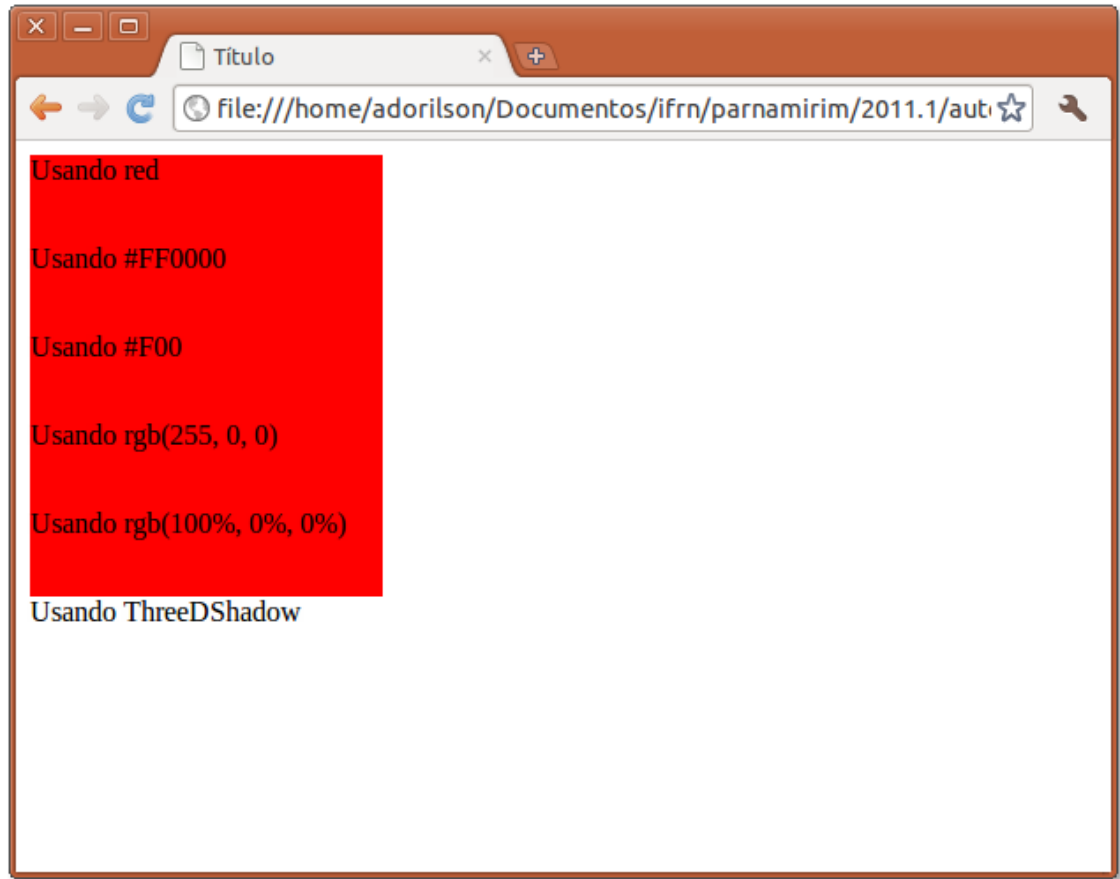 Título
file:///home/adorilson/Documentos/ifrn/parnamirim/2011.1/aut
Usando red
Usando #FF0000
Usando #F00
Usando rgb(255, 0, 0)
Usando rgb(100%, 0%, 0%)
Usando ThreeDShadow